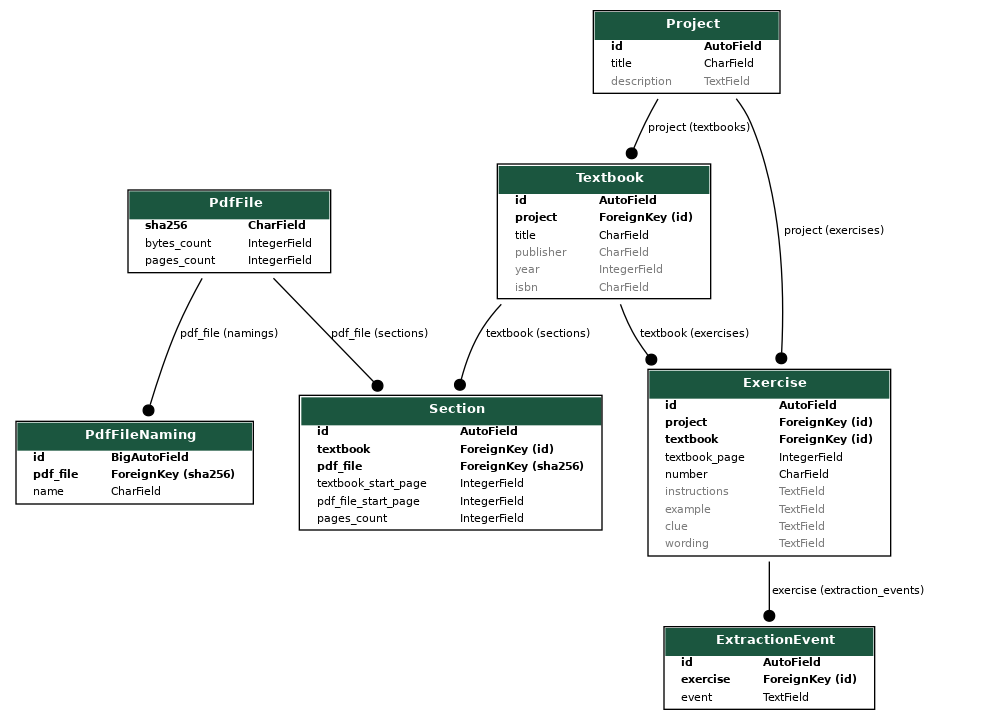 Project
id AutoField
title CharField
description TextField
project (textbooks)
project (exercises)
PdfFile
sha256 CharField
bytes_count IntegerField
pages_count IntegerField
Textbook
id AutoField
project ForeignKey (id)
title CharField
publisher CharField
year IntegerField
isbn CharField
pdf_file (namings)
pdf_file (sections)
textbook (sections)
textbook (exercises)
PdfFileNaming
id BigAutoField
pdf_file ForeignKey (sha256)
name CharField
Section
id AutoField
textbook ForeignKey (id)
pdf_file ForeignKey (sha256)
textbook_start_page IntegerField
pdf_file_start_page IntegerField
pages_count IntegerField
Exercise
id AutoField
project ForeignKey (id)
textbook ForeignKey (id)
textbook_page IntegerField
number CharField
instructions TextField
example TextField
clue TextField
wording TextField
exercise (extraction_events)
ExtractionEvent
id AutoField
exercise ForeignKey (id)
event TextField